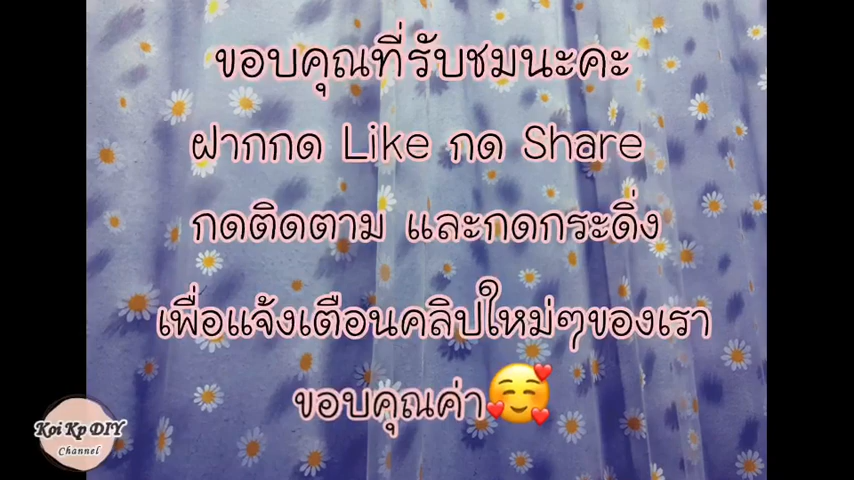 ขอบคุณที่รับชมนะคะ
ฝากกด Like กด Share
กดติดตาม และกดกระดิ่ง
เพื่อแจ้งเตือนคลิปใหม่ๆของเรา
ขอบคุณค่า🥰
Koi Kp DIY
Channel